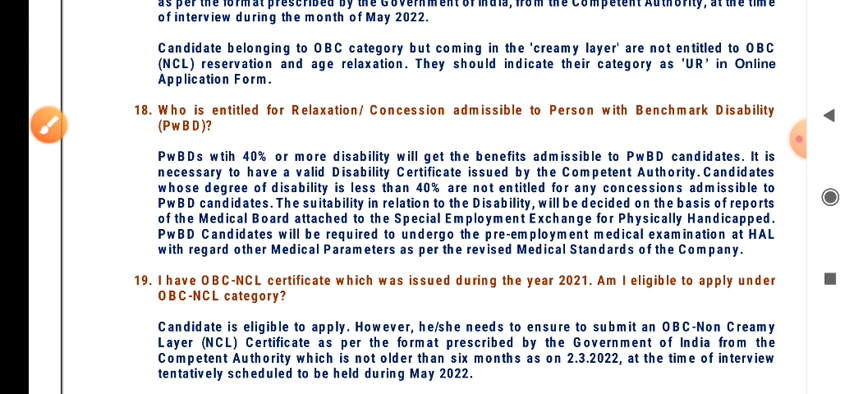 as per the format prescribed by the Government of India, from the Competent Authority, at the time
of interview during the month of May 2022.
Candidate belonging to OBC category but coming in the 'creamy layer' are not entitled to OBC
(NCL) reservation and age relaxation. They should indicate their category as 'UR' in Online
Application Form.
18. Who is entitled for Relaxation/ Concession admissible to Person with Benchmark Disability
(PwBD)?
PwBDs wtih 40% or more disability will get the benefits admissible to PwBD candidates. It is
necessary to have a valid Disability Certificate issued by the Competent Authority. Candidates
whose degree of disability is less than 40% are not entitled for any concessions admissible to
PwBD candidates. The suitability in relation to the Disability, will be decided on the basis of reports
of the Medical Board attached to the Special Employment Exchange for Physically Handicapped.
PwBD Candidates will be required to undergo the pre-employment medical examination at HAL
with regard other Medical Parameters as per the revised Medical Standards of the Company.
19. I have OBC-NCL certificate which was issued during the year 2021. Am I eligible to apply under
OBC-NCL category?
Candidate is eligible to apply. However, he/she needs to ensure to submit an OBC-Non Creamy
Layer (NCL) Certificate as per the format prescribed by the Government of India from the
Competent Authority which is not older than six months as on 2.3.2022, at the time of interview
tentatively scheduled to be held during May 2022.